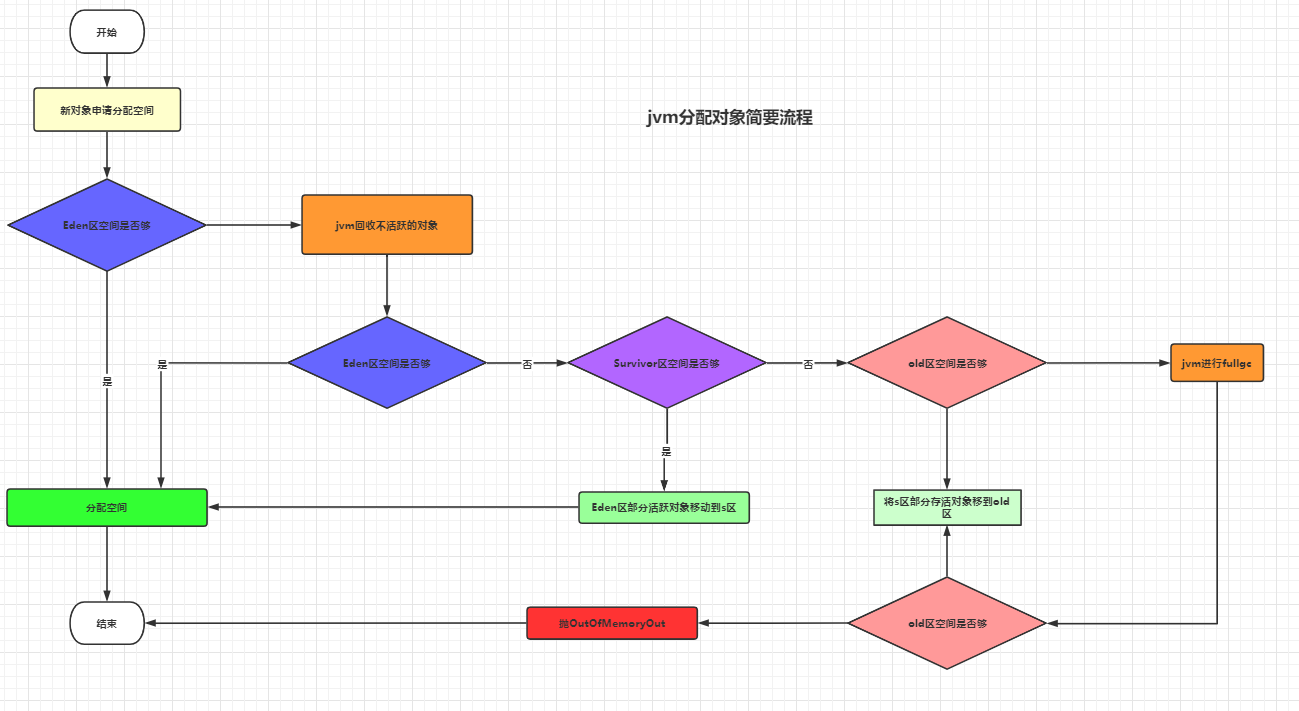 开始
新对象申请分配空间
jvm分配对象简要流程
Eden区空间是否够
jvm回收不活跃的对象
是
是
Eden区空间是否够
否
Survivor区空间是否够
否
old区空间是否够
jvm进行fullgc
是
分配空间
Eden区部分活跃对象移动到s区
将s区部分存活对象移到old
区
结束
抛OutOfMemoryOut
old区空间是否够